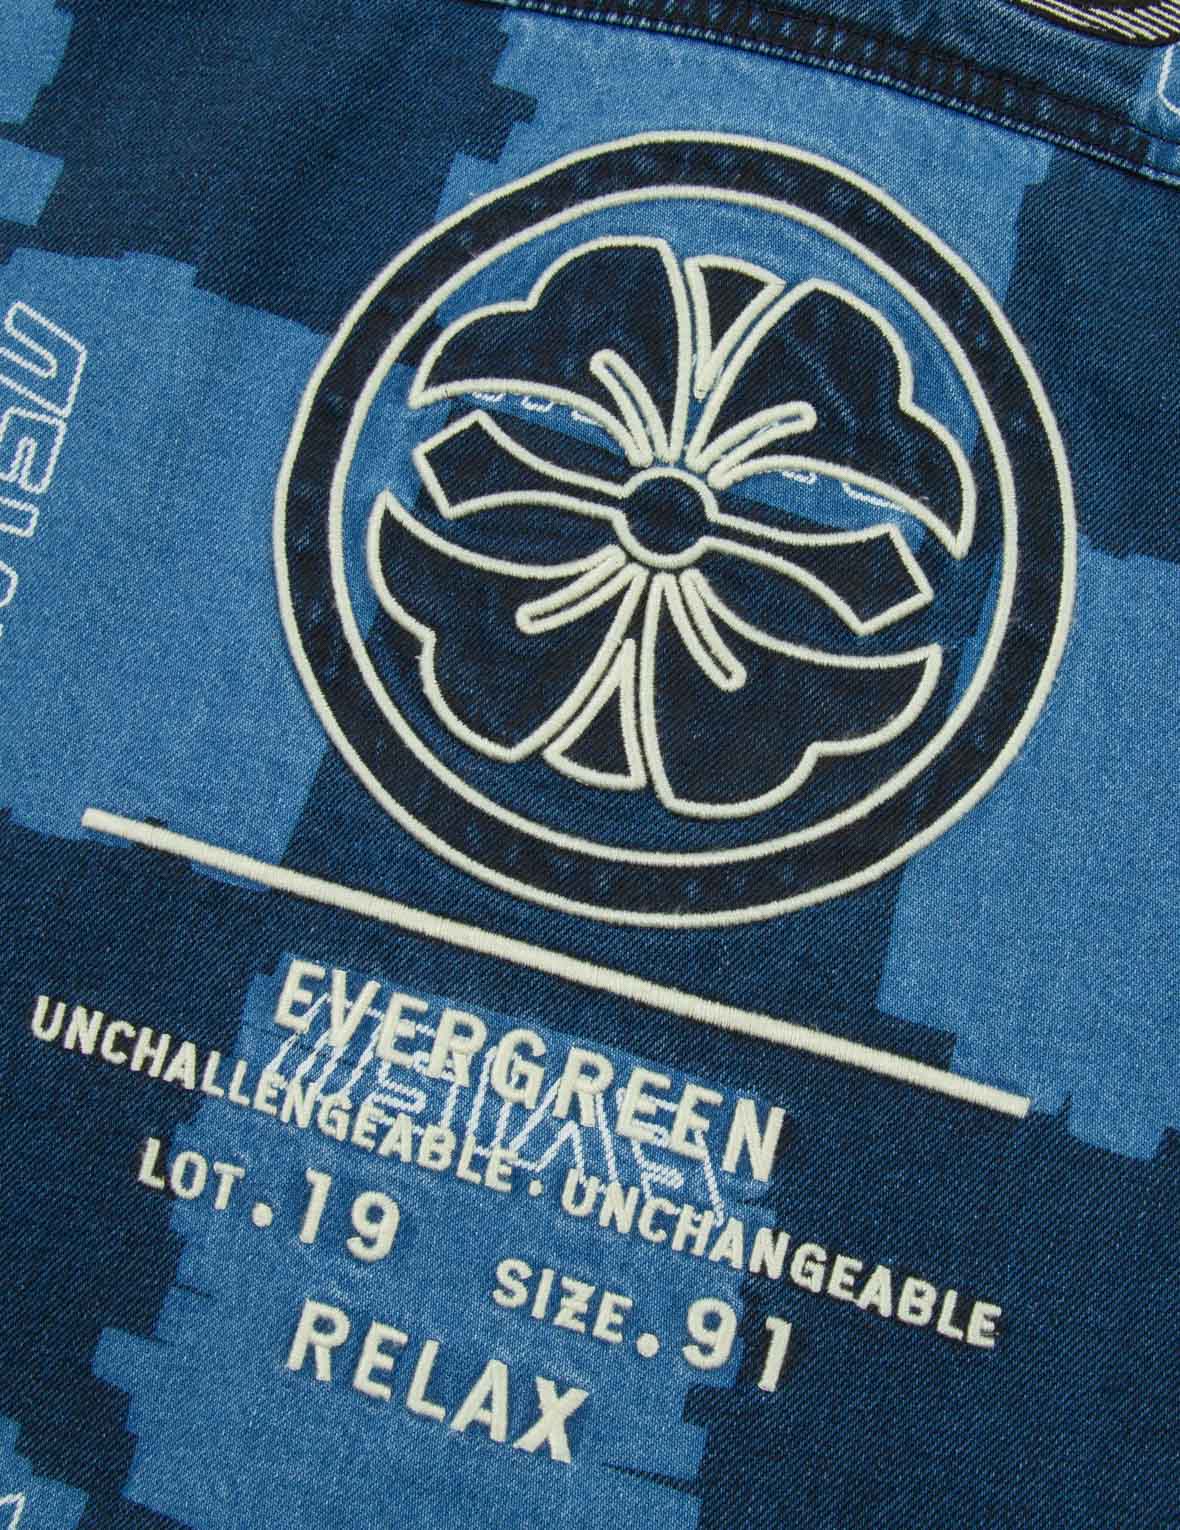 EVERGREEN
UNCHALLENGEABLE · UNCHANGEABLE
LOT.19
SIZE.91
RELAX